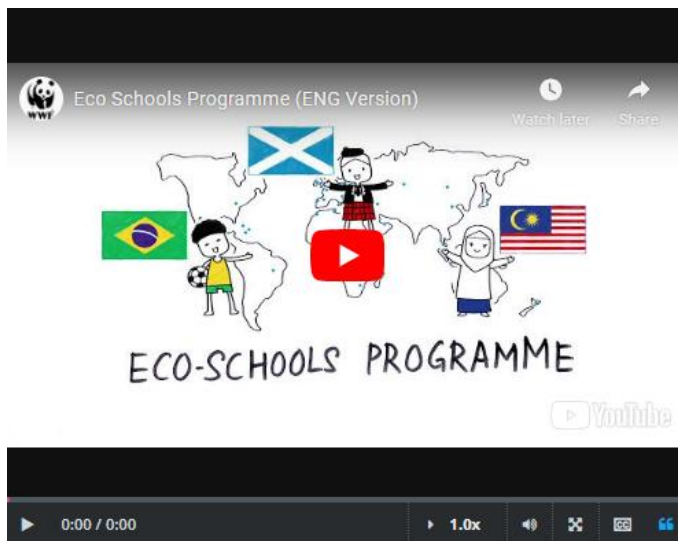 Eco Schools Programme (ENG Version)
WWF
Watch later
Share
ECO-SCHOOLS PROGRAMME
YouTube
0:00 / 0:00
1.0x
CC